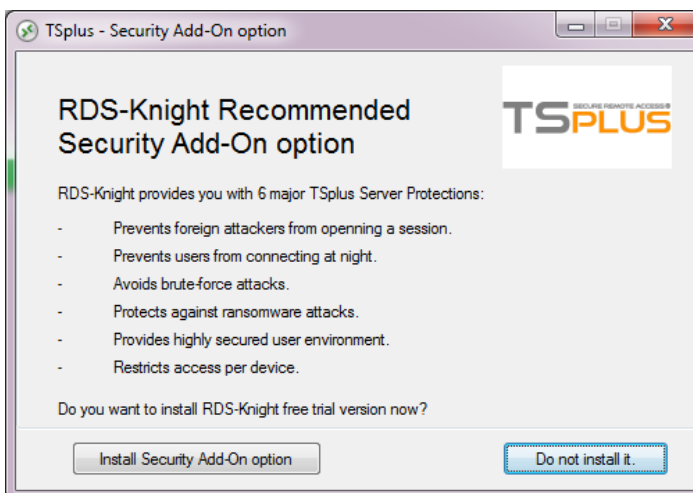 TSplus - Security Add-On option
RDS-Knight Recommended
Security Add-On option
TSPLUS
SECURE REMOTE ACCESS®
RDS-Knight provides you with 6 major TSplus Server Protections:
- Prevents foreign attackers from openning a session.
- Prevents users from connecting at night.
- Avoids brute-force attacks.
- Protects against ransomware attacks.
- Provides highly secured user environment.
- Restricts access per device.
Do you want to install RDS-Knight free trial version now?
Install Security Add-On option
Do not install it.